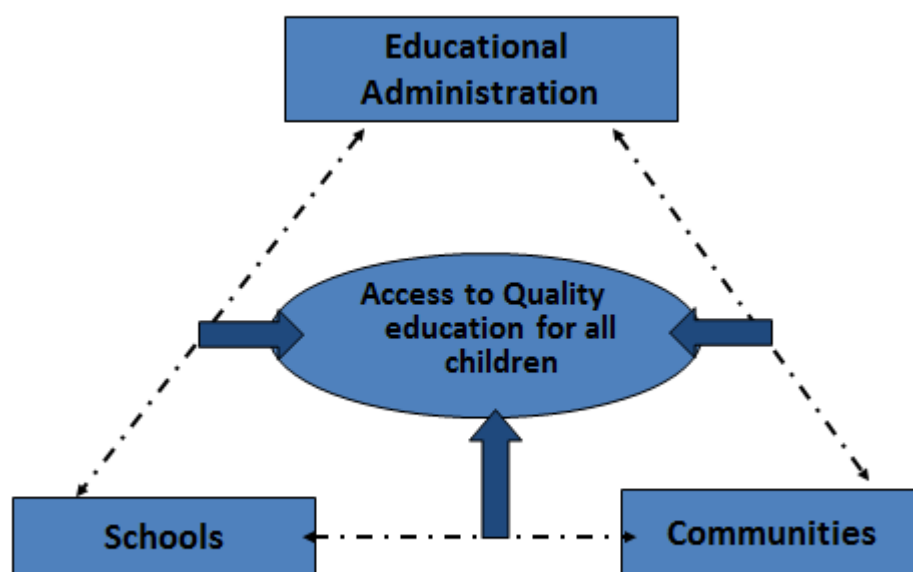 Educational
Administration
Access to Quality
education for all
children
Schools
Communities